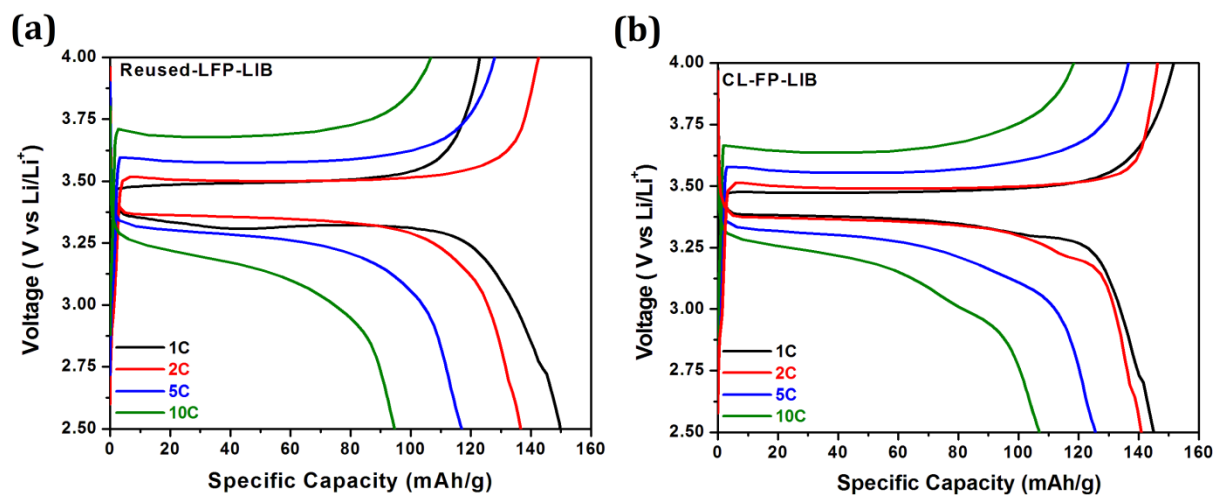 (a)
Reused-LFP-LIB
4.00
3.75
3.50
3.25
3.00
2.75
2.50
Voltage ( V vs Li/Li+)
1C
2C
5C
10C
0 20 40 60 80 100 120 140 160
Specific Capacity (mAh/g)
(b)
CL-FP-LIB
4.00
3.75
3.50
3.25
3.00
2.75
2.50
Voltage ( V vs Li/Li+)
1C
2C
5C
10C
0 20 40 60 80 100 120 140 160
Specific Capacity (mAh/g)